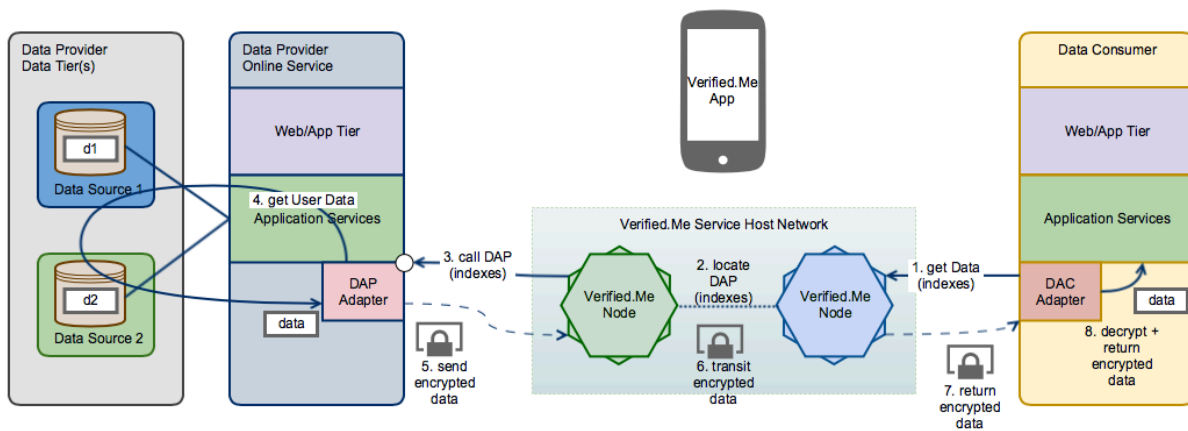 Data Provider
Data Tier(s)
d1
Data Source 1
d2
Data Source 2
Data Provider
Online Service
Web/App Tier
4. get User Data
Application Services
DAP
Adapter
data
3. call DAP
(indexes)
5. send
encrypted
data
Verified.Me
App
Verified.Me Service Host Network
Verified.Me
Node
2. locate
DAP
(indexes)
6. transit
encrypted
data
Verified.Me
Node
1. get Data
(indexes)
7. return
encrypted
data
Data Consumer
Web/App Tier
Application Services
DAC
Adapter
data
8. decrypt +
return
encrypted
data